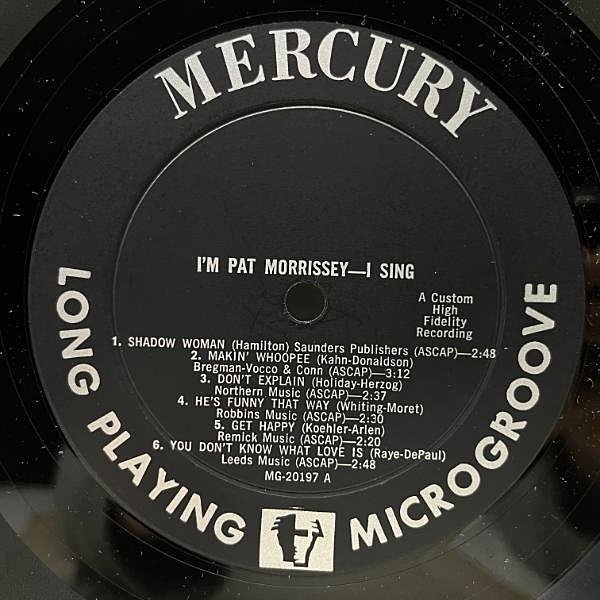 MERCURY
I'M PAT MORRISSEY—I SING
A Custom
High
Fidelity
Recording
1. SHADOW WOMAN (Hamilton) Saunders Publishers (ASCAP)—2:48
2. MAKIN' WHOOPEE (Kahn-Donaldson)
Bregman-Vocco & Conn (ASCAP)—3:12
3. DON'T EXPLAIN (Holiday-Herzog)
Northern Music (ASCAP)—2:37
4. HE'S FUNNY THAT WAY (Whiting-Moret)
Robbins Music (ASCAP)—2:30
5. GET HAPPY (Koehler-Arlen)
Remick Music (ASCAP)—2:20
6. YOU DON'T KNOW WHAT LOVE IS (Raye-DePaul)
Leeds Music (ASCAP)—2:48
MG-20197 A
LONG PLAYING MICROGROOVE